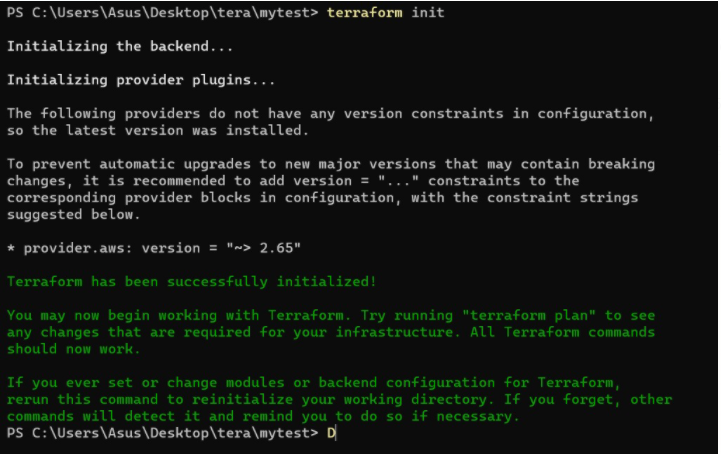 PS C:\Users\Asus\Desktop\tera\mytest> terraform init
Initializing the backend...
Initializing provider plugins...
The following providers do not have any version constraints in configuration,
so the latest version was installed.
To prevent automatic upgrades to new major versions that may contain breaking
changes, it is recommended to add version = "..." constraints to the
corresponding provider blocks in configuration, with the constraint strings
suggested below.
* provider.aws: version = "~> 2.65"
Terraform has been successfully initialized!
You may now begin working with Terraform. Try running "terraform plan" to see
any changes that are required for your infrastructure. All Terraform commands
should now work.
If you ever set or change modules or backend configuration for Terraform,
rerun this command to reinitialize your working directory. If you forget, other
commands will detect it and remind you to do so if necessary.
PS C:\Users\Asus\Desktop\tera\mytest> D